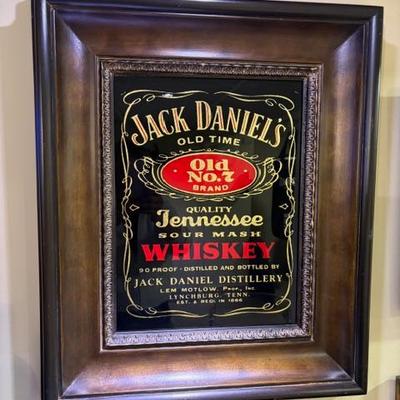 JACK DANIEL'S
OLD TIME
Old
No. 7
BRAND
QUALITY
Tennessee
SOUR MASH
WHISKEY
90 PROOF · DISTILLED AND BOTTLED BY
JACK DANIEL DISTILLERY
LEM MOTLOW, PROP., INC.
LYNCHBURG, TENN.
EST. & REG. IN 1866